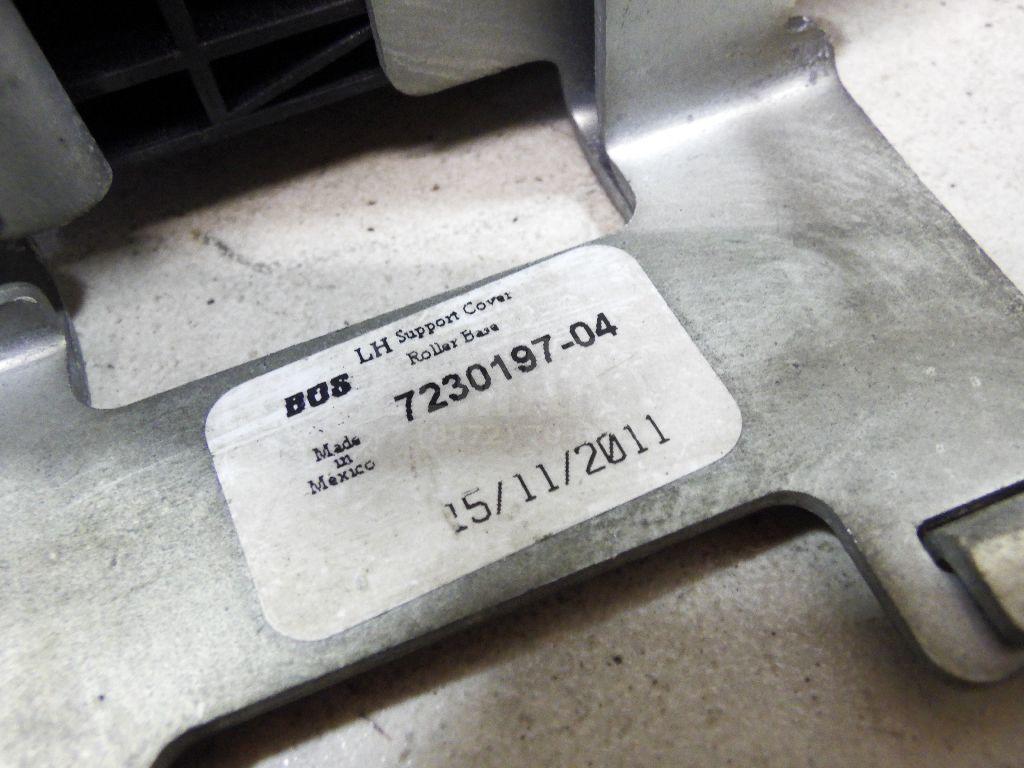 LH Support Cover
Roller Base
BOS 7230197-04
Made
in
Mexico
15/11/2011